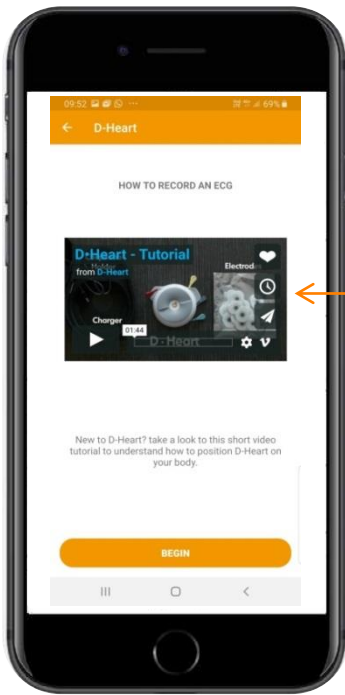 09:52
69%
D-Heart
HOW TO RECORD AN ECG
D•Heart - Tutorial
from D-Heart
Electrod
Charger
01:44
D-Heart
New to D-Heart? take a look to this short video
tutorial to understand how to position D-Heart on
your body.
BEGIN